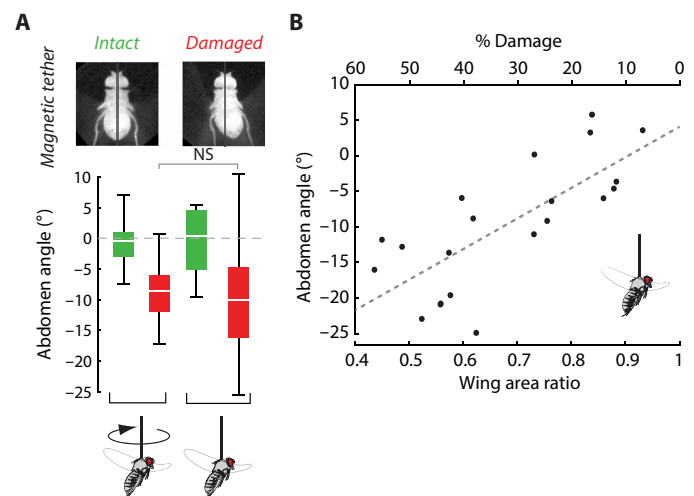 A
Intact
Damaged
Magnetic tether
NS
Abdomen angle (°)
10
5
0
−5
−10
−15
−20
−25
B
% Damage
60 50 40 30 20 10 0
Abdomen angle (°)
10
5
0
−5
−10
−15
−20
−25
0.4 0.5 0.6 0.7 0.8 0.9 1
Wing area ratio